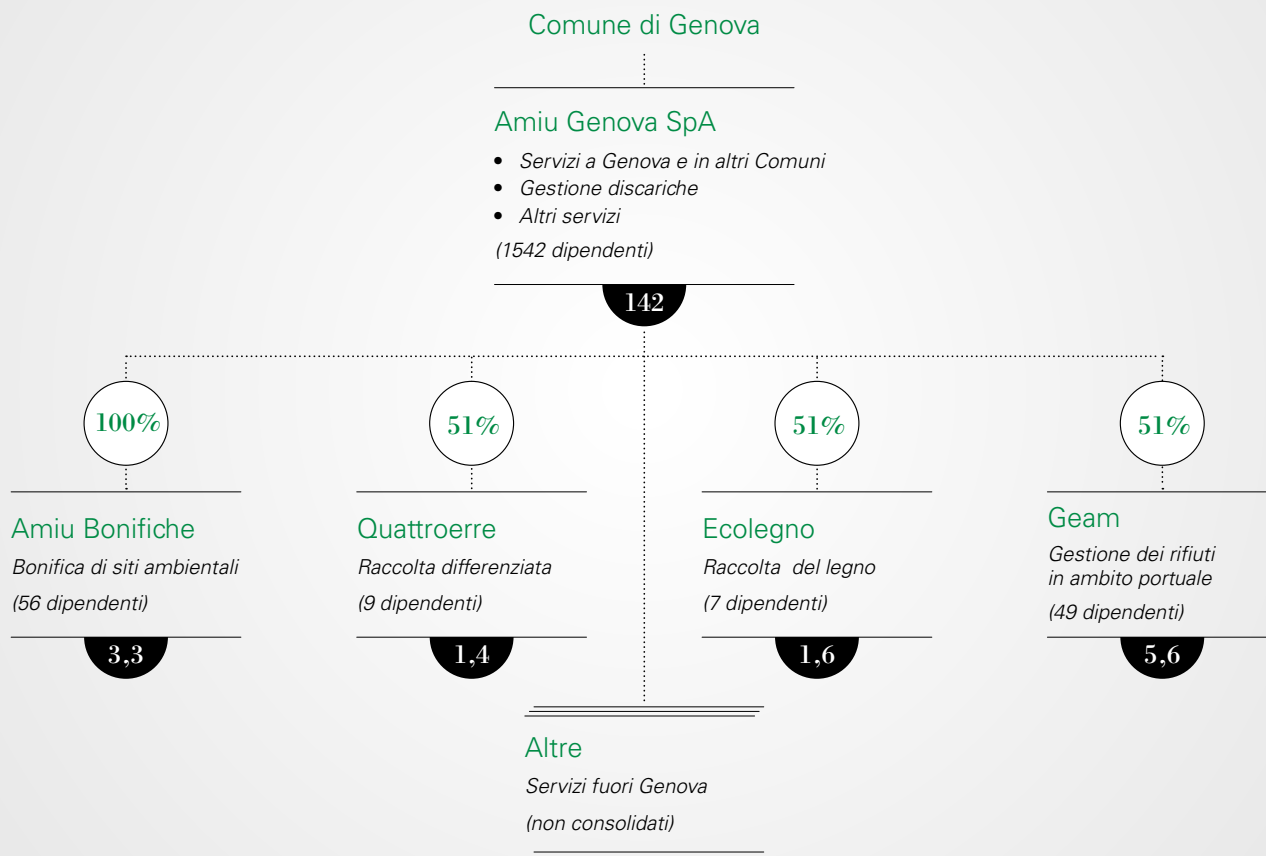 Comune di Genova
Amiu Genova SpA
• Servizi a Genova e in altri Comuni
• Gestione discariche
• Altri servizi
(1542 dipendenti)
142
100%
51%
51%
51%
Amiu Bonifiche
Bonifica di siti ambientali
(56 dipendenti)
3,3
Quattroerre
Raccolta differenziata
(9 dipendenti)
1,4
Ecolegno
Raccolta del legno
(7 dipendenti)
1,6
Geam
Gestione dei rifiuti
in ambito portuale
(49 dipendenti)
5,6
Altre
Servizi fuori Genova
(non consolidati)